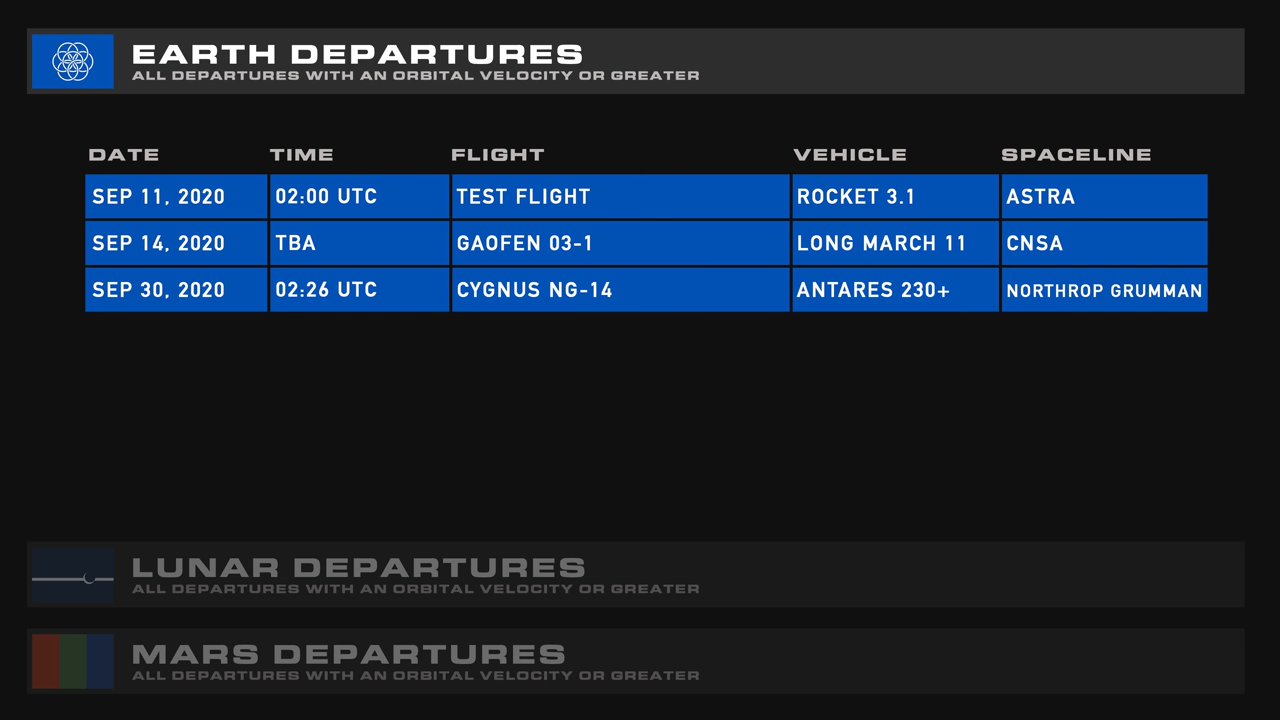 EARTH DEPARTURES
ALL DEPARTURES WITH AN ORBITAL VELOCITY OR GREATER
DATE TIME FLIGHT VEHICLE SPACELINE
SEP 11, 2020 02:00 UTC TEST FLIGHT ROCKET 3.1 ASTRA
SEP 14, 2020 TBA GAOFEN 03-1 LONG MARCH 11 CNSA
SEP 30, 2020 02:26 UTC CYGNUS NG-14 ANTARES 230+ NORTHROP GRUMMAN
LUNAR DEPARTURES
ALL DEPARTURES WITH AN ORBITAL VELOCITY OR GREATER
MARS DEPARTURES
ALL DEPARTURES WITH AN ORBITAL VELOCITY OR GREATER